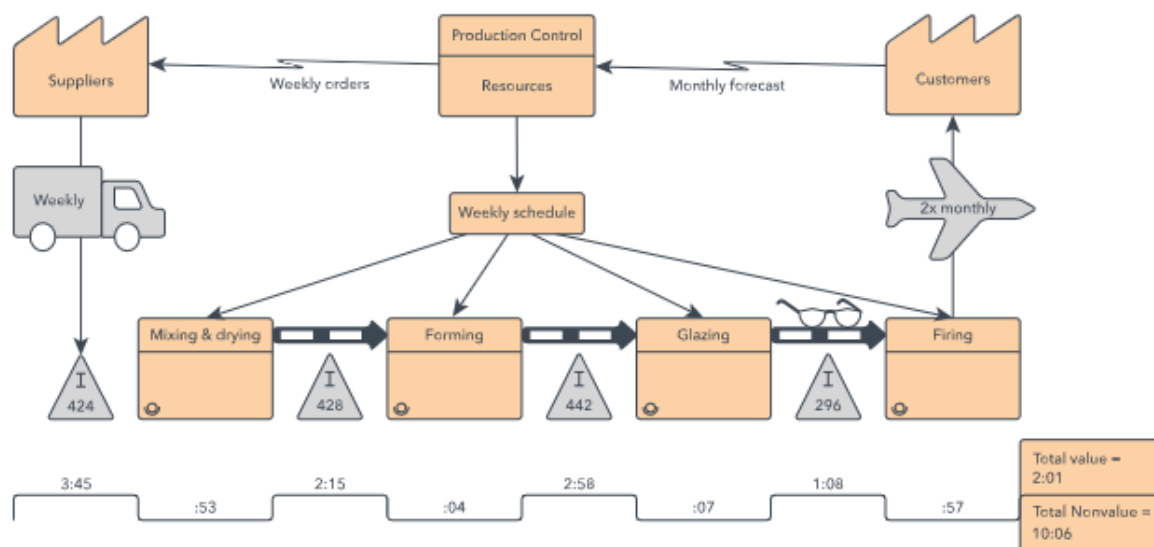 Production Control
Suppliers
Weekly orders
Resources
Monthly forecast
Customers
Weekly
Weekly schedule
2x monthly
Mixing & drying
Forming
Glazing
Firing
I
424
I
428
I
442
I
296
3:45
:53
2:15
:04
2:58
:07
1:08
:57
Total value =
2:01
Total Nonvalue =
10:06